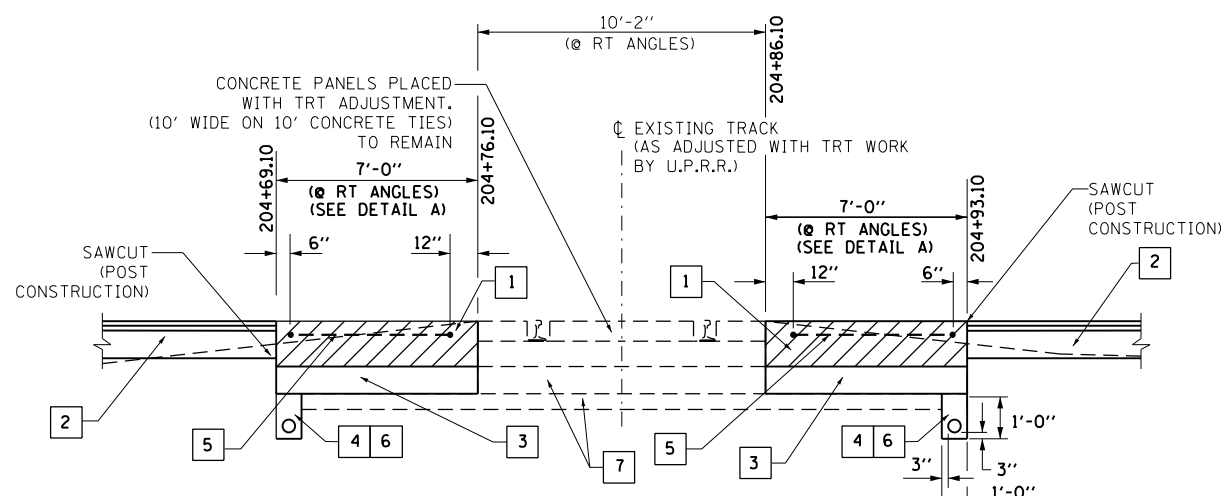 10'-2"
(@ RT ANGLES)
204+86.10
CONCRETE PANELS PLACED
WITH TRT ADJUSTMENT.
(10' WIDE ON 10' CONCRETE TIES)
TO REMAIN
℄ EXISTING TRACK
(AS ADJUSTED WITH TRT WORK
BY U.P.R.R.)
204+69.10
7'-0"
(@ RT ANGLES)
(SEE DETAIL A)
204+76.10
7'-0"
(@ RT ANGLES)
(SEE DETAIL A)
204+93.10
SAWCUT
(POST
CONSTRUCTION)
SAWCUT
(POST
CONSTRUCTION)
6"
12"
1
1
12"
6"
2
2
5
4 6
3
7
5
3
4 6
1'-0"
3"
3"
1'-0"